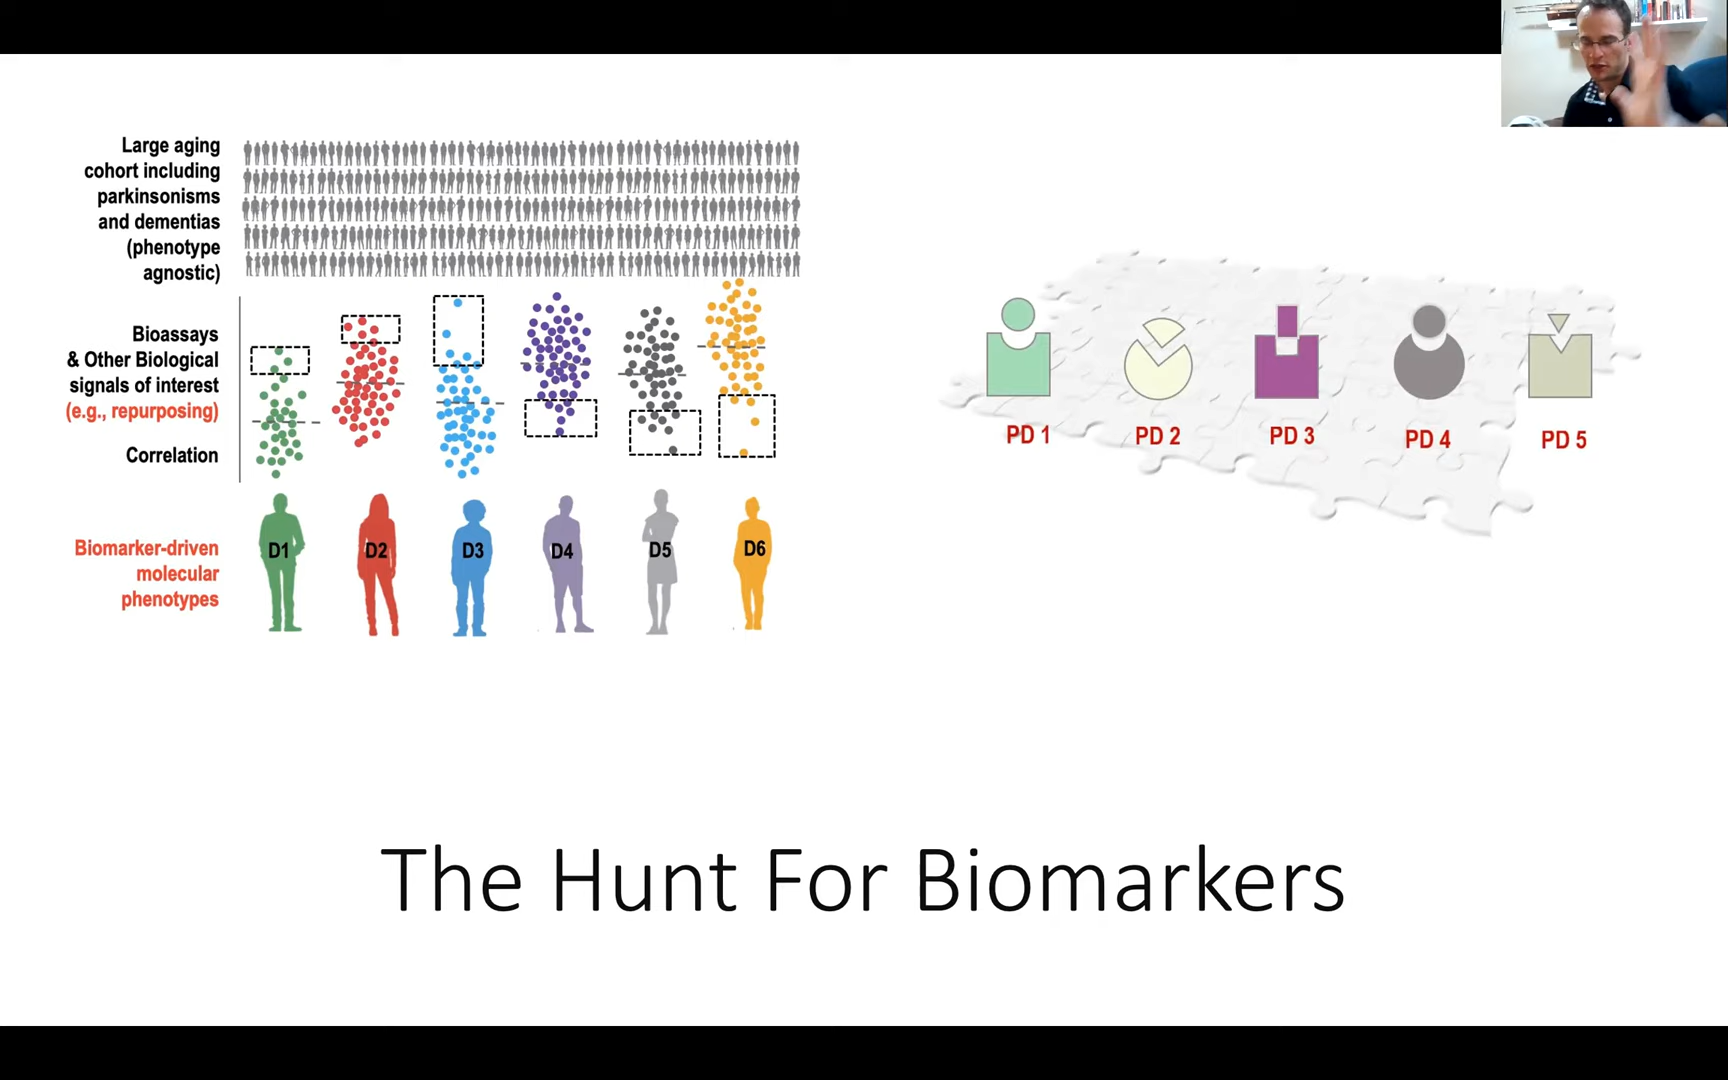 Large aging
cohort including
parkinsonisms
and dementias
(phenotype
agnostic)
Bioassays
& Other Biological
signals of interest
(e.g., repurposing)
Correlation
Biomarker-driven
molecular
phenotypes
D1
D2
D3
D4
D5
D6
PD 1
PD 2
PD 3
PD 4
PD 5
The Hunt For Biomarkers